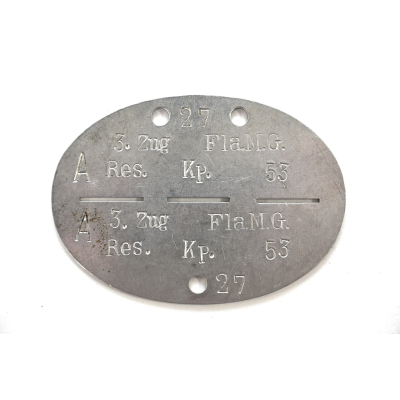 27
3. Zug FlaM.G.
A Res. Kp. 53
A 3. Zug FlaM.G.
Res. Kp. 53
27